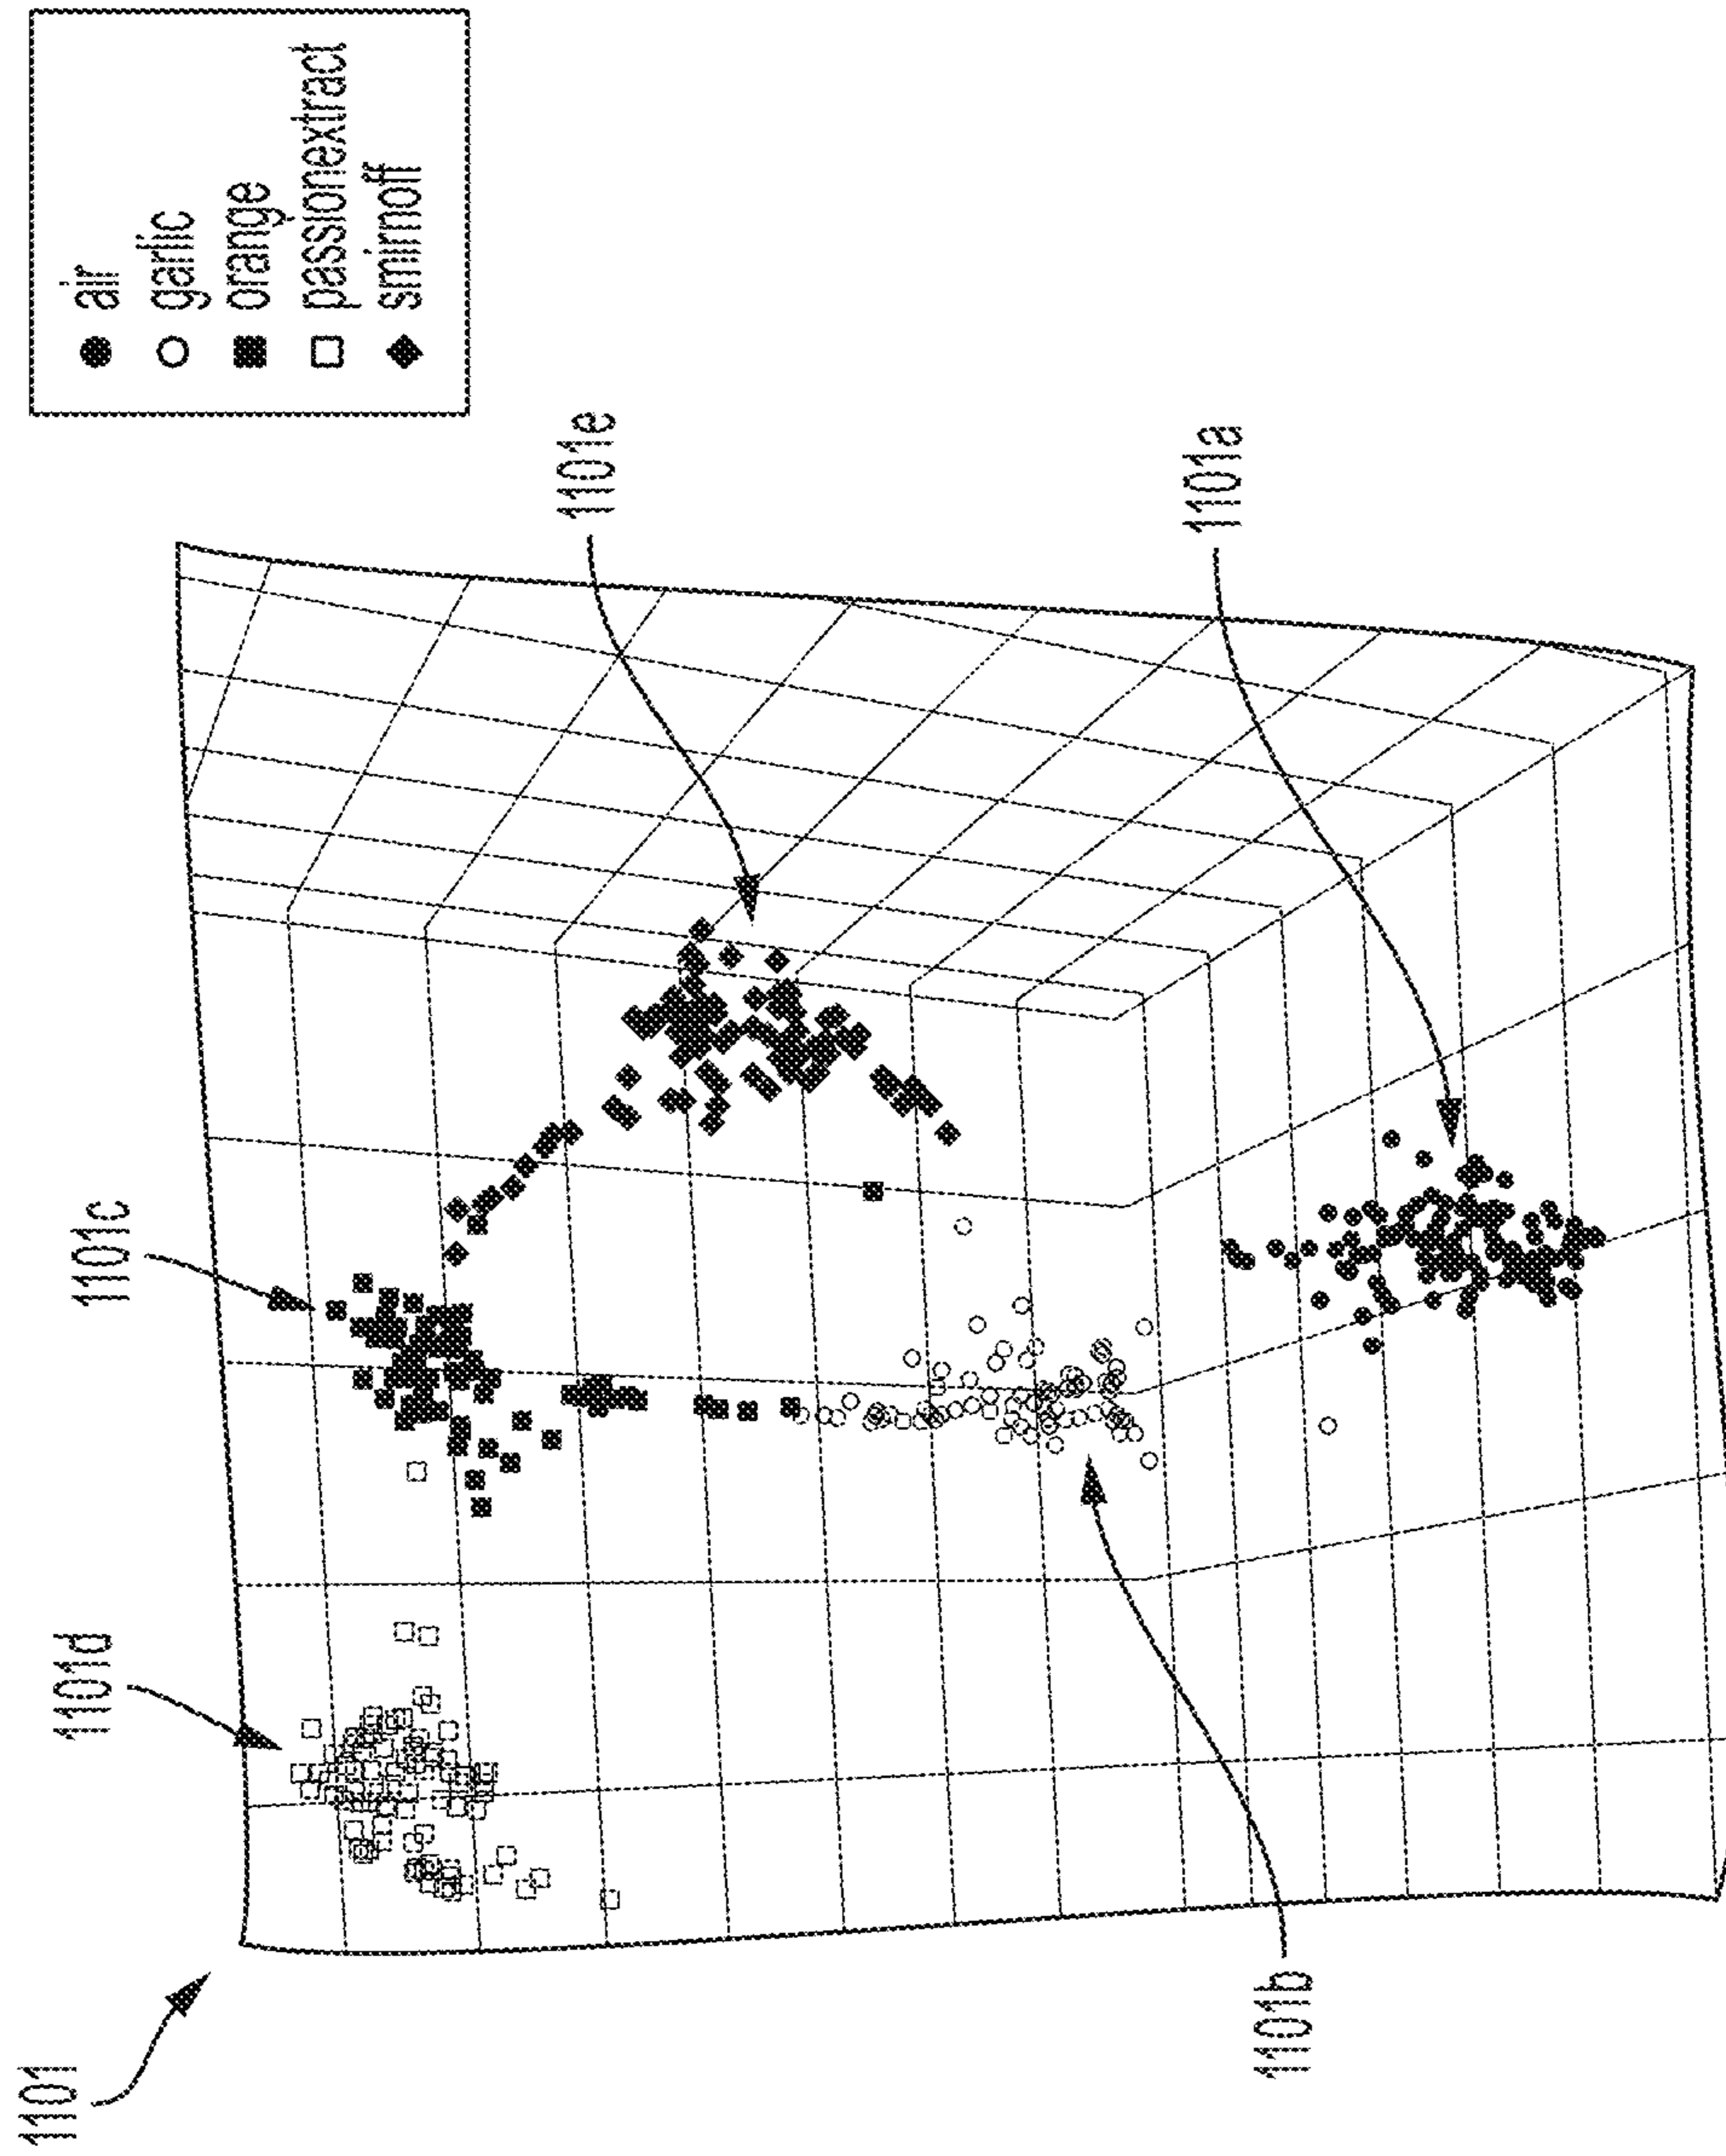 air
garlic
orange
passionextract
smirnoff
1101
1101d
1101c
1101e
1101b
1101a